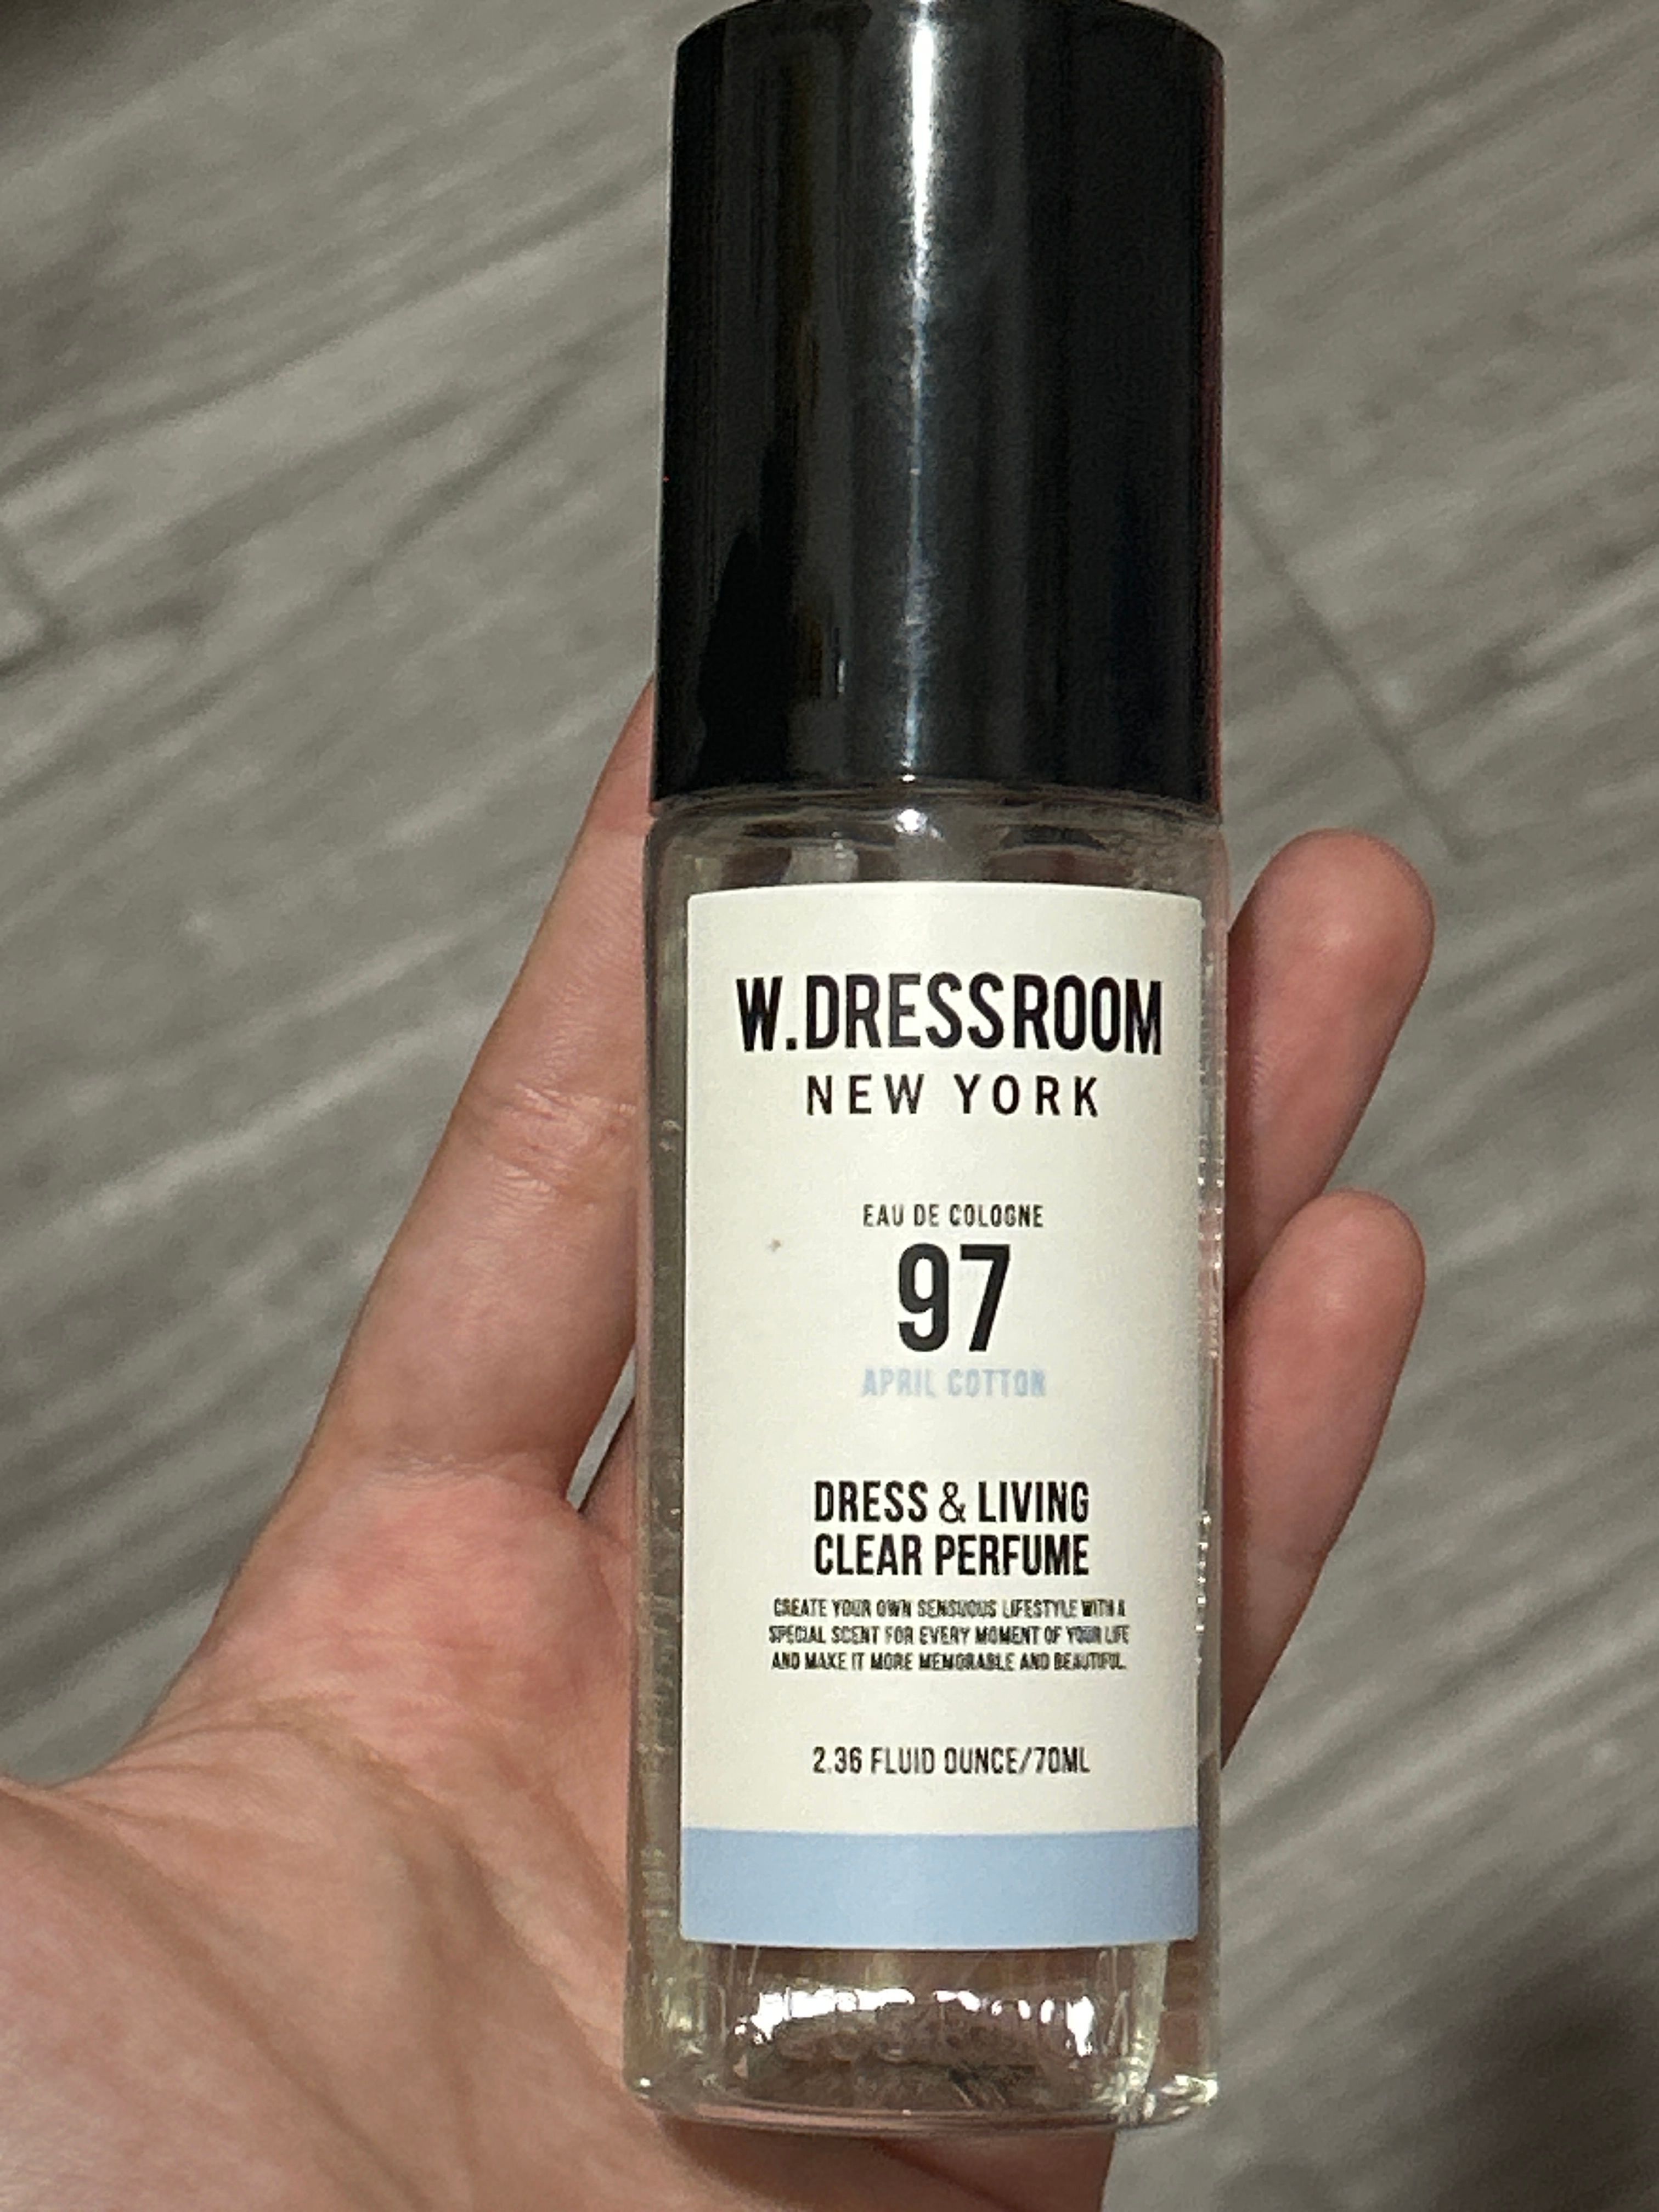 W.DRESSROOM
NEW YORK
EAU DE COLOGNE
97
APRIL COTTON
DRESS & LIVING
CLEAR PERFUME
CREATE YOUR OWN SENSUOUS LIFESTYLE WITH A
SPECIAL SCENT FOR EVERY MOMENT OF YOUR LIFE
AND MAKE IT MORE MEMORABLE AND BEAUTIFUL.
2.36 FLUID OUNCE/70ML